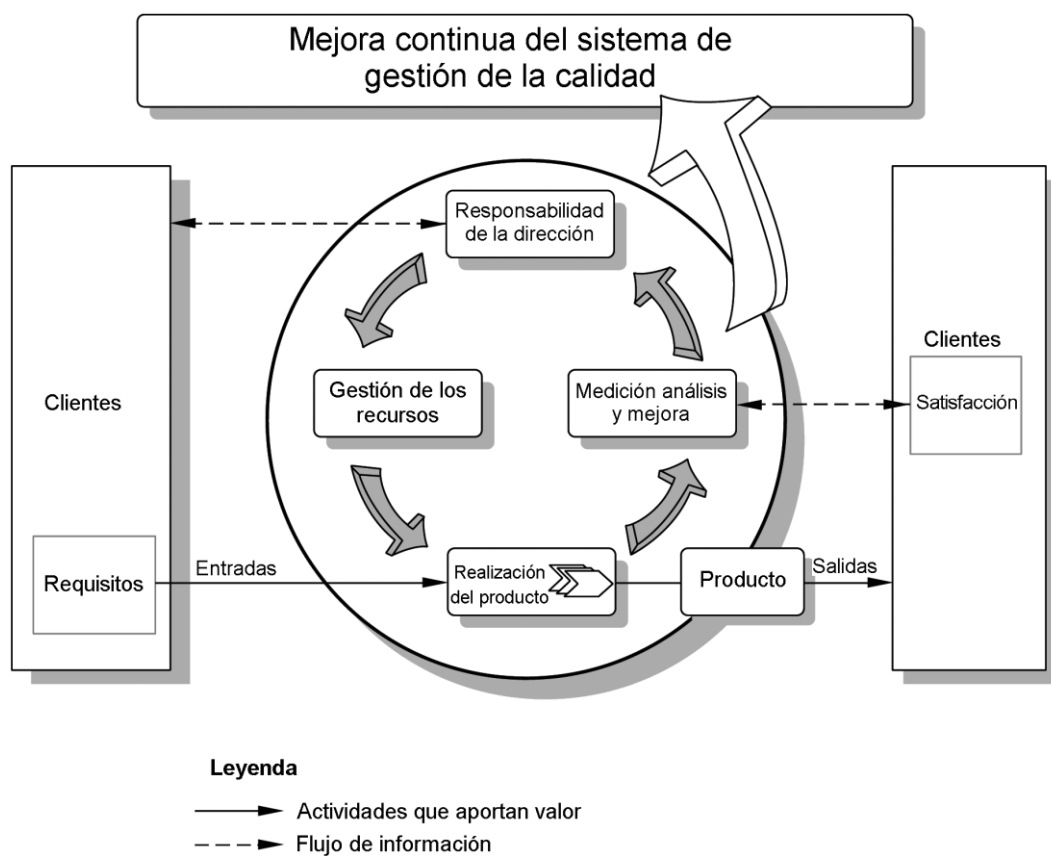 Mejora continua del sistema de
gestión de la calidad
Responsabilidad
de la dirección
Clientes
Gestión de los
recursos
Medición análisis
y mejora
Clientes
Satisfacción
Requisitos
Entradas
Realización
del producto
Producto
Salidas
Leyenda
Actividades que aportan valor
Flujo de información